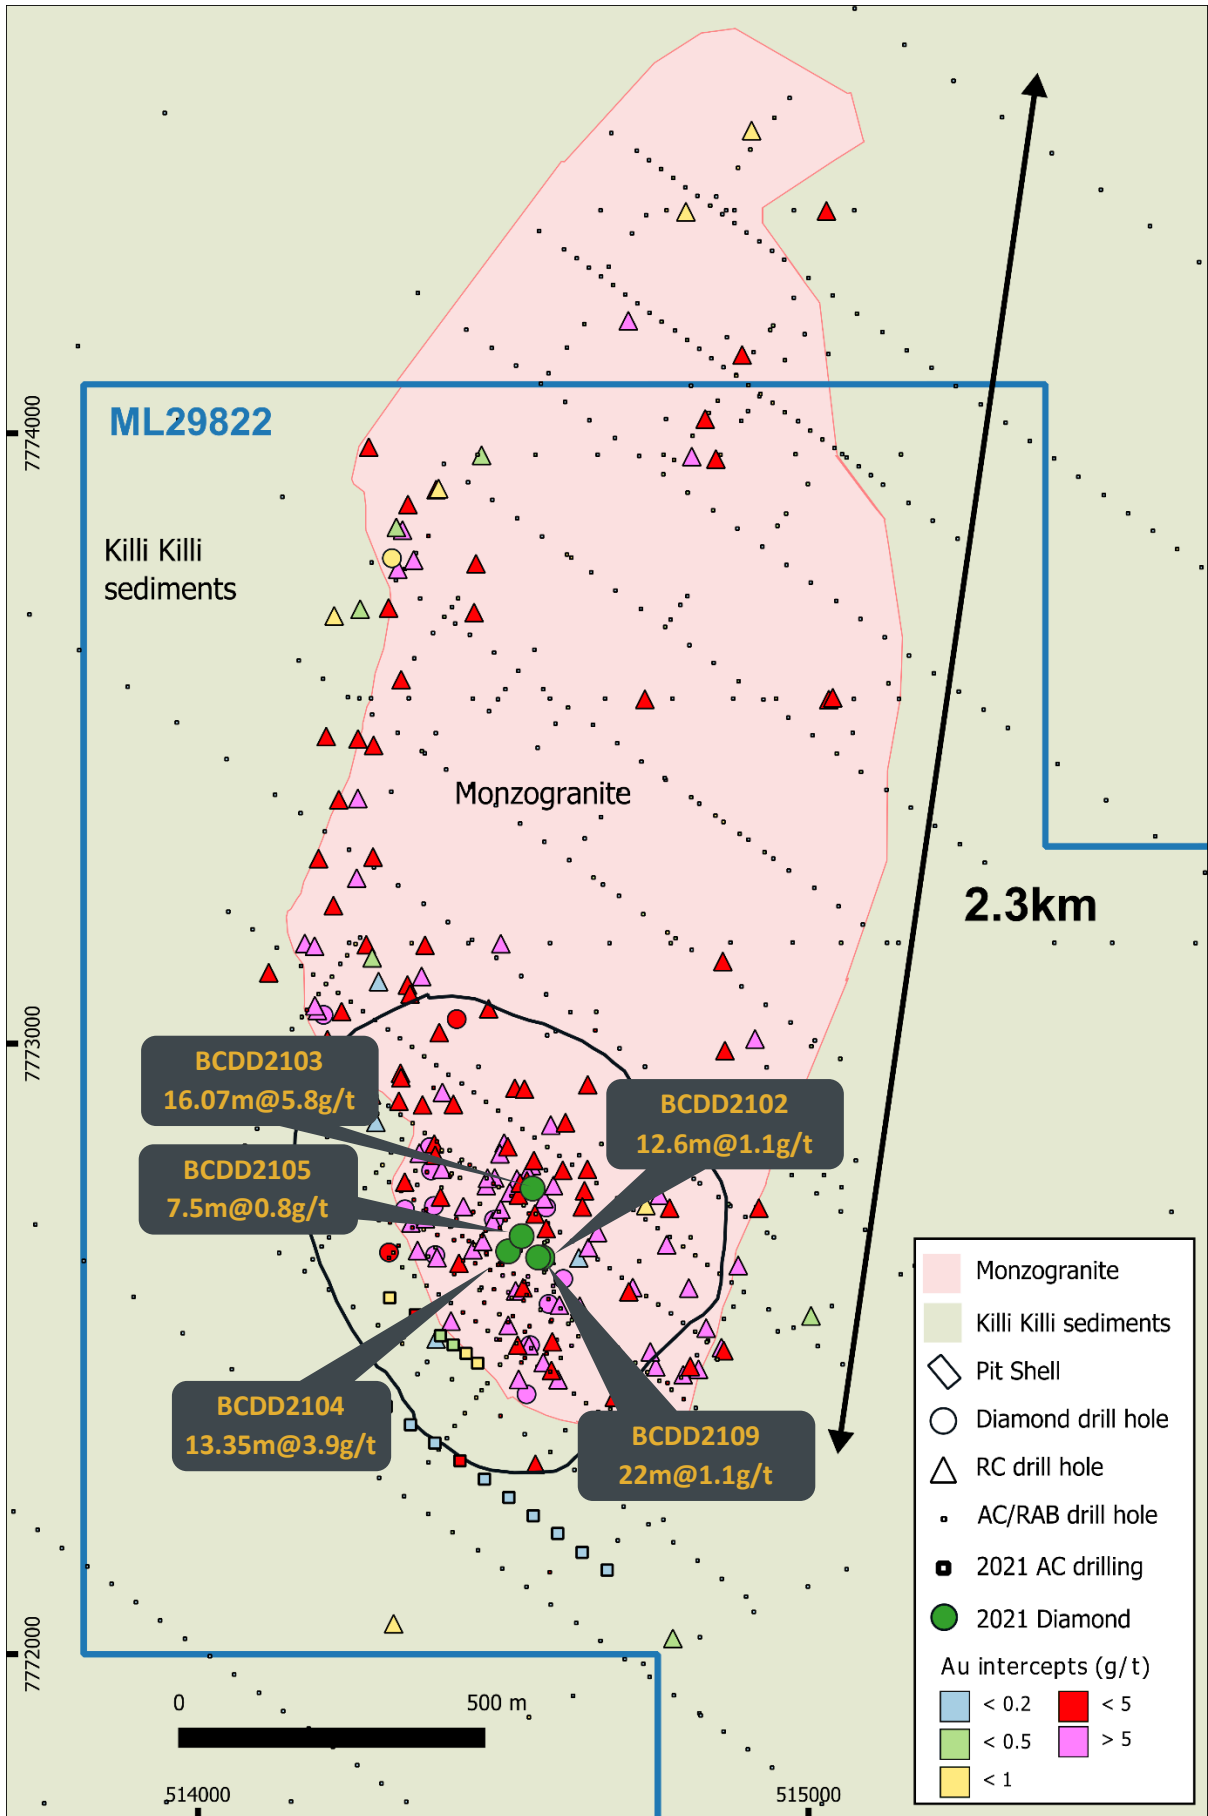 ML29822
7774000
Killi Killi
sediments
Monzogranite
2.3km
7773000
BCDD2103
16.07m@5.8g/t
BCDD2102
12.6m@1.1g/t
BCDD2105
7.5m@0.8g/t
BCDD2104
13.35m@3.9g/t
BCDD2109
22m@1.1g/t
Monzogranite
Killi Killi sediments
Pit Shell
Diamond drill hole
RC drill hole
AC/RAB drill hole
2021 AC drilling
2021 Diamond
Au intercepts (g/t)
< 0.2
< 5
< 0.5
> 5
< 1
7772000
0
500 m
514000
515000